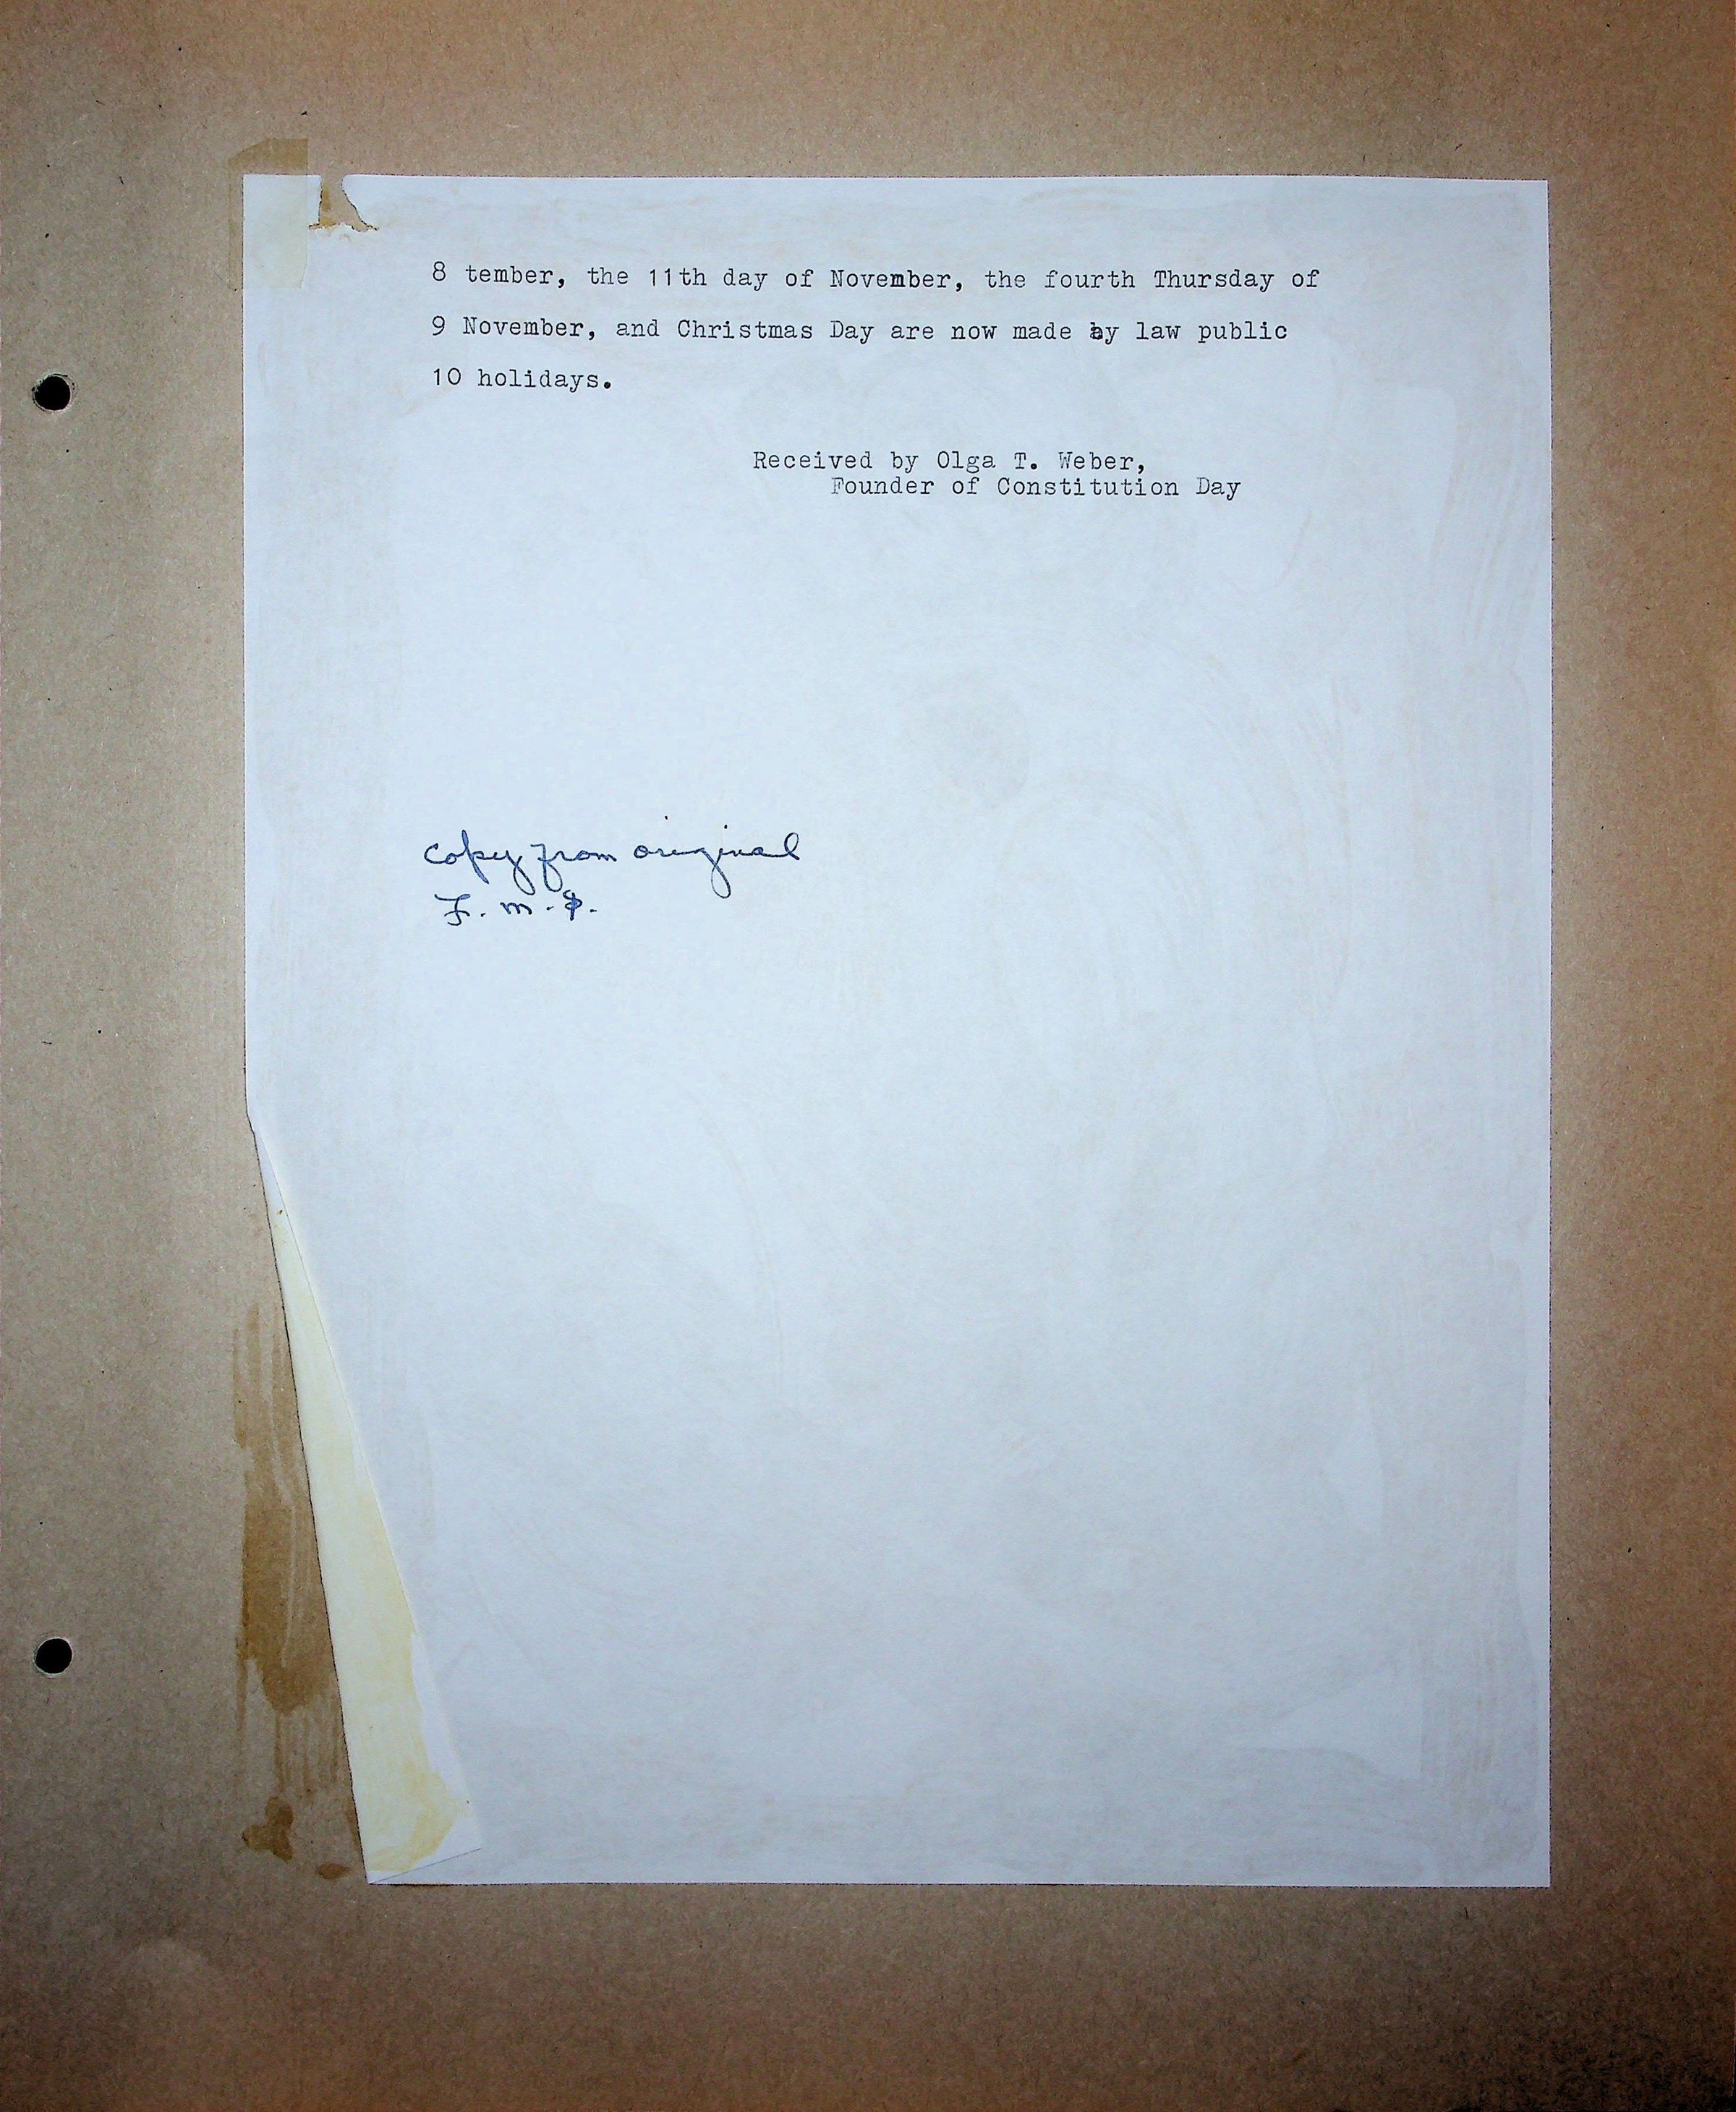 8 tember, the 11th day of November, the fourth Thursday of
9 November, and Christmas Day are now made by law public
10 holidays.
Received by Olga T. Weber,
Founder of Constitution Day
Copy from original
F. M.